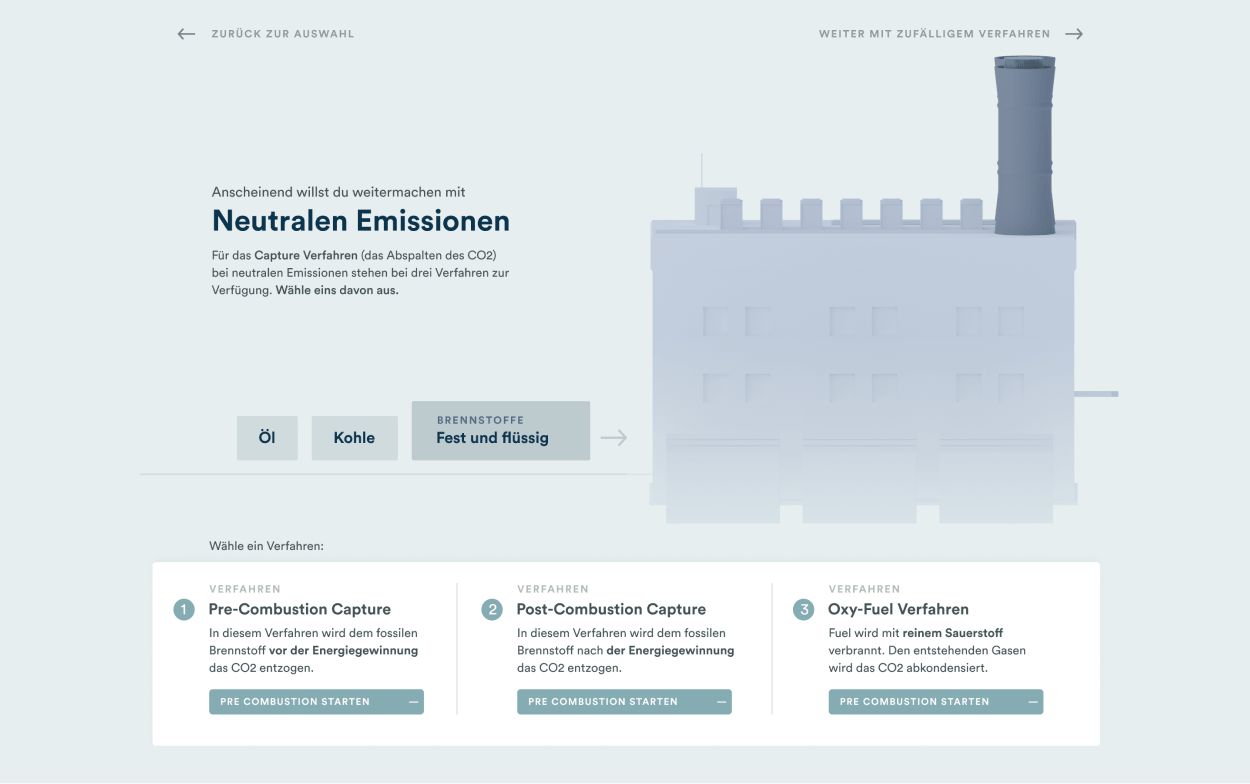 ZURÜCK ZUR AUSWAHL
WEITER MIT ZUFÄLLIGEM VERFAHREN
Anscheinend willst du weitermachen mit
Neutralen Emissionen
Für das Capture Verfahren (das Abspalten des CO2)
bei neutralen Emissionen stehen bei drei Verfahren zur
Verfügung. Wähle eins davon aus.
Öl
Kohle
BRENNSTOFFE
Fest und flüssig
Wähle ein Verfahren:
VERFAHREN
1 Pre-Combustion Capture
In diesem Verfahren wird dem fossilen
Brennstoff vor der Energiegewinnung
das CO2 entzogen.
PRE COMBUSTION STARTEN
VERFAHREN
2 Post-Combustion Capture
In diesem Verfahren wird dem fossilen
Brennstoff nach der Energiegewinnung
das CO2 entzogen.
PRE COMBUSTION STARTEN
VERFAHREN
3 Oxy-Fuel Verfahren
Fuel wird mit reinem Sauerstoff
verbrannt. Den entstehenden Gasen
wird das CO2 abkondensiert.
PRE COMBUSTION STARTEN